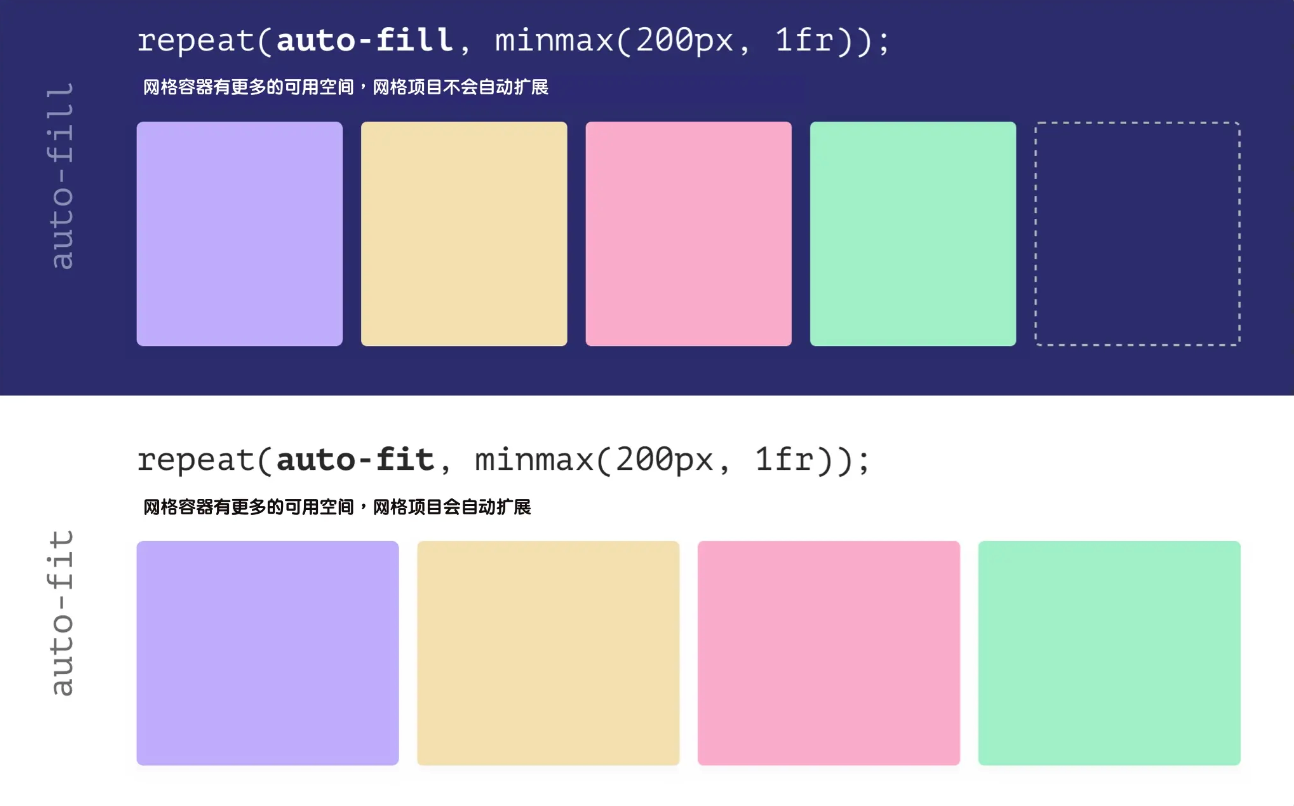 repeat(auto-fill, minmax(200px, 1fr));
网格容器有更多的可用空间，网格项目不会自动扩展
auto-fill
repeat(auto-fit, minmax(200px, 1fr));
网格容器有更多的可用空间，网格项目会自动扩展
auto-fit